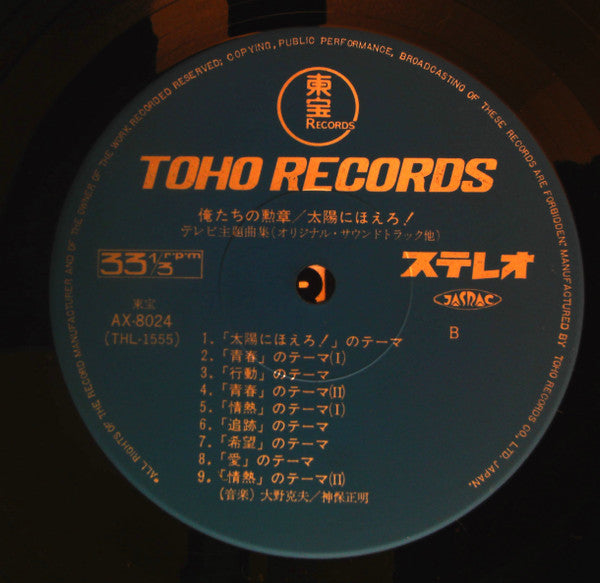 *ALL RIGHTS OF THE RECORD MANUFACTURER AND OF THE OWNER OF THE WORK RECORDED RESERVED; COPYING, PUBLIC PERFORMANCE, BROADCASTING OF THESE RECORDS ARE FORBIDDEN: MANUFACTURED BY TOHO RECORDS CO., LTD. JAPAN.
東宝
RECORDS
TOHO RECORDS
俺たちの勲章/太陽にほえろ!
テレビ主題曲集(オリジナル・サウンドトラック他)
33 1/3 rpm
ステレオ
JASRAC
東宝
AX-8024
(THL-1555)
B
1.「太陽にほえろ!」のテーマ
2.「青春」のテーマ(I)
3.「行動」のテーマ
4.「青春」のテーマ(II)
5.「情熱」のテーマ(I)
6.「追跡」のテーマ
7.「希望」のテーマ
8.「愛」のテーマ
9.「情熱」のテーマ(II)
(音楽) 大野克夫/神保正明